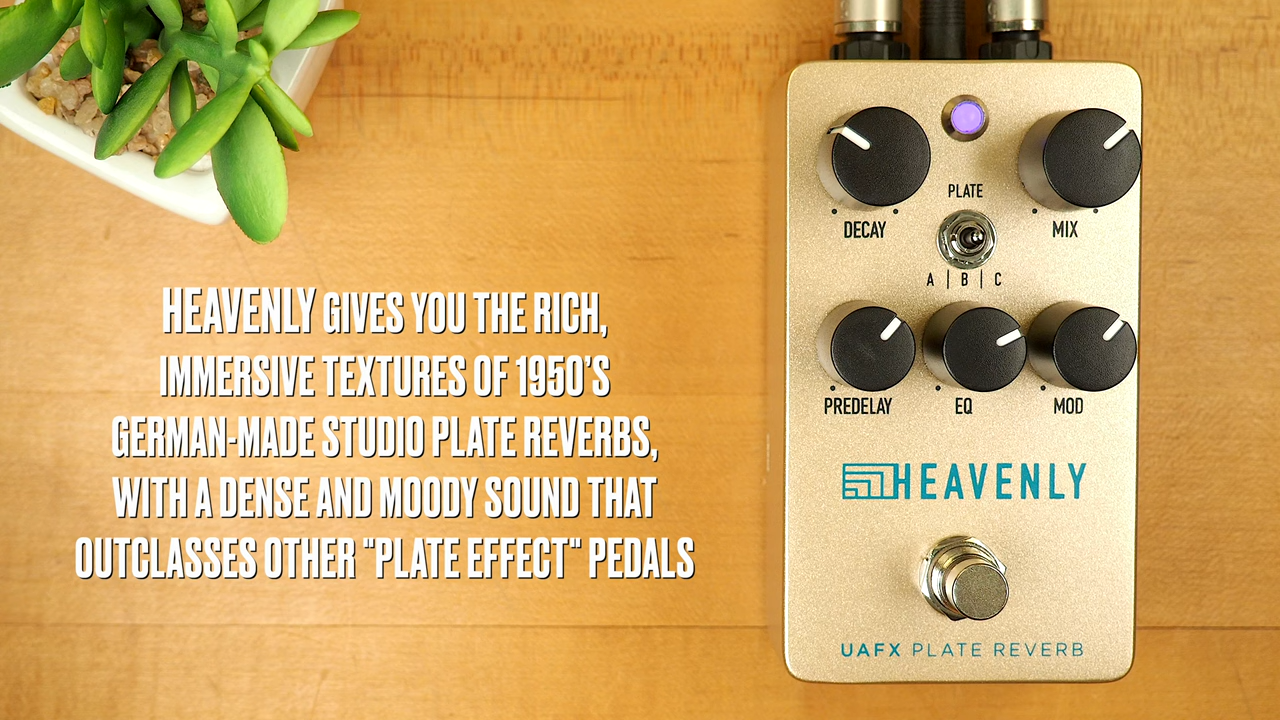 HEAVENLY GIVES YOU THE RICH,
IMMERSIVE TEXTURES OF 1950'S
GERMAN-MADE STUDIO PLATE REVERBS,
WITH A DENSE AND MOODY SOUND THAT
OUTCLASSES OTHER "PLATE EFFECT" PEDALS
PLATE
DECAY
MIX
A | B | C
PREDELAY
EQ
MOD
HEAVENLY
UAFX PLATE REVERB